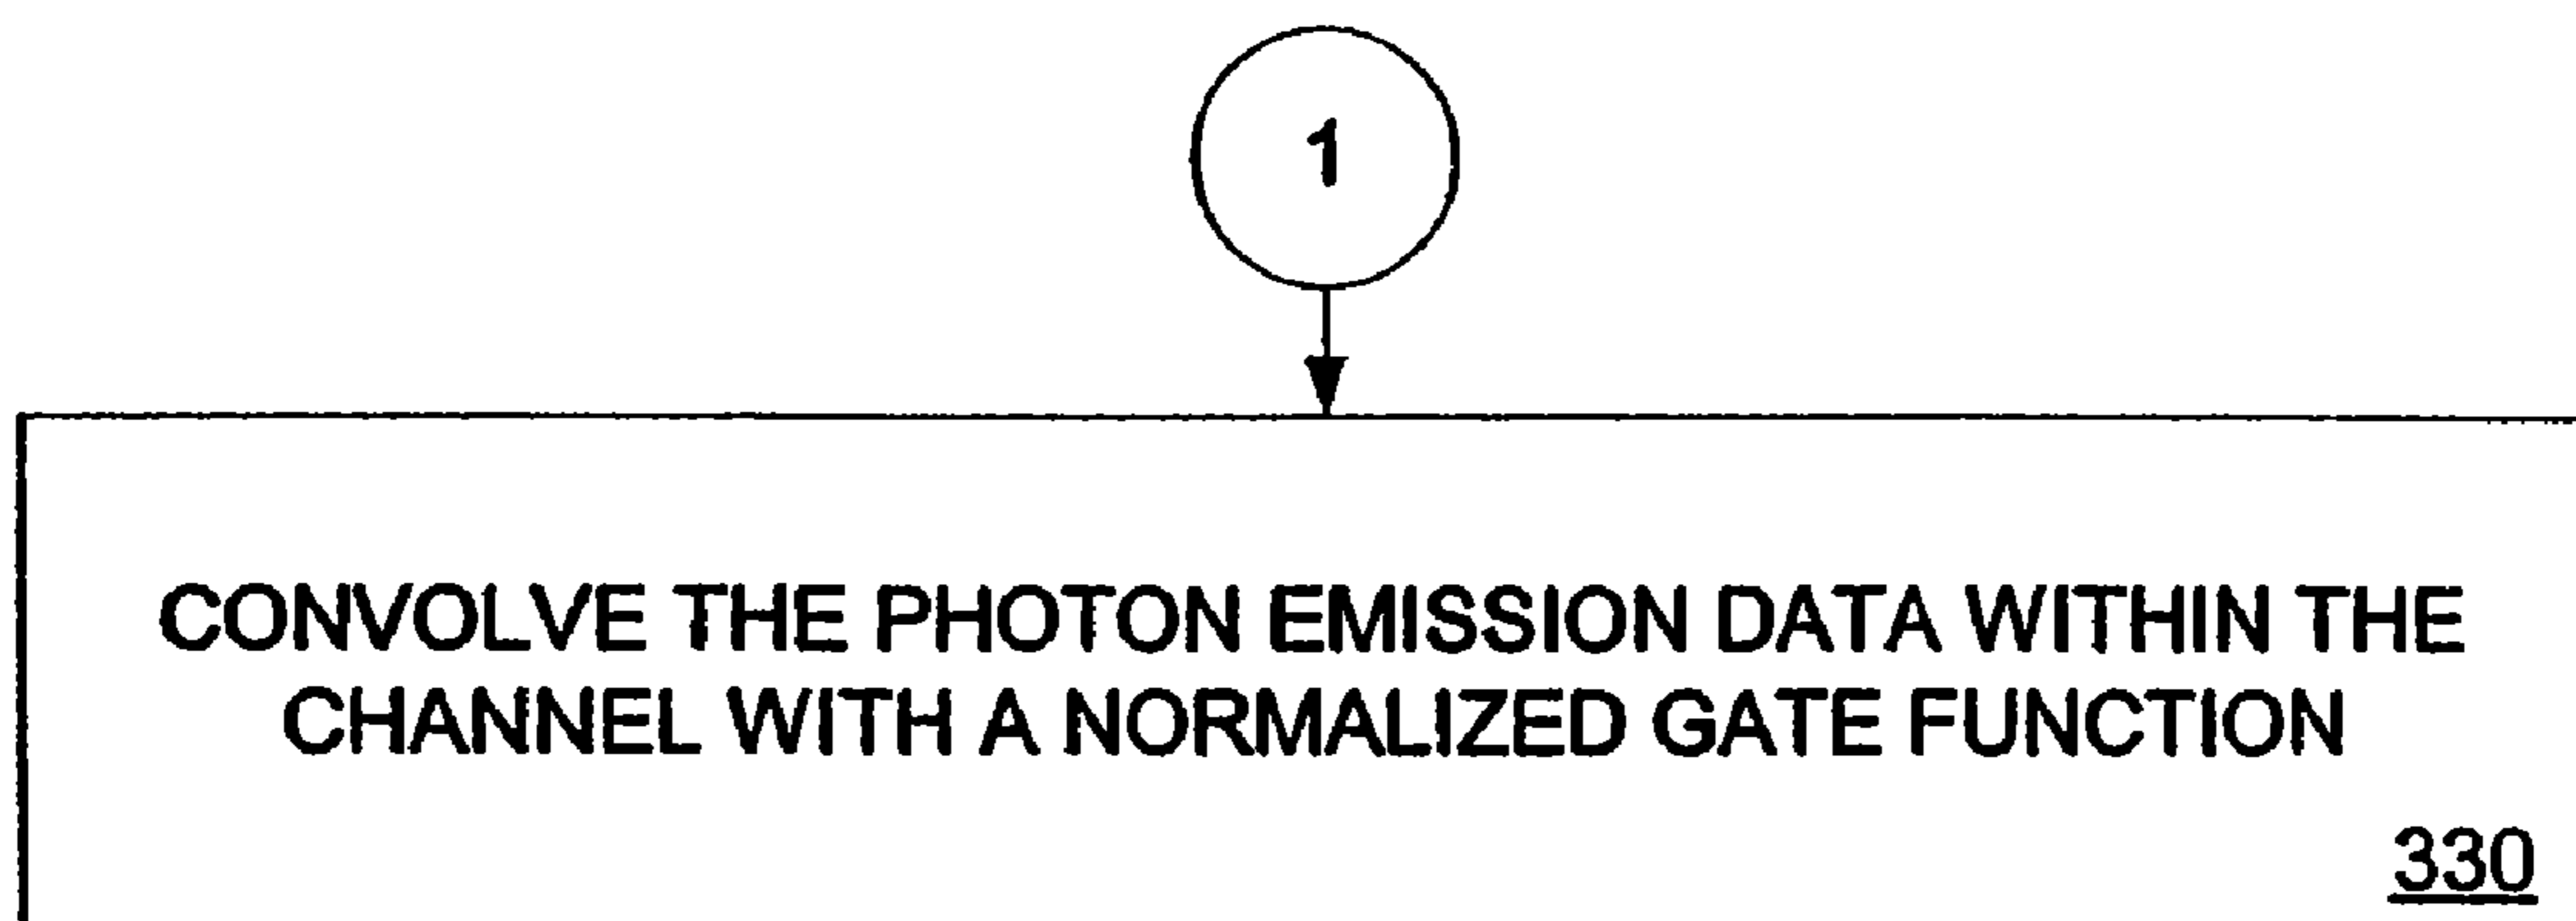 1
CONVOLVE THE PHOTON EMISSION DATA WITHIN THE
CHANNEL WITH A NORMALIZED GATE FUNCTION
330